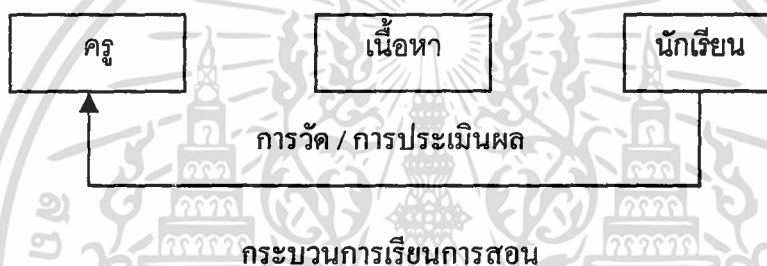 ครู เนื้อหา นักเรียน
การวัด / การประเมินผล
กระบวนการเรียนการสอน